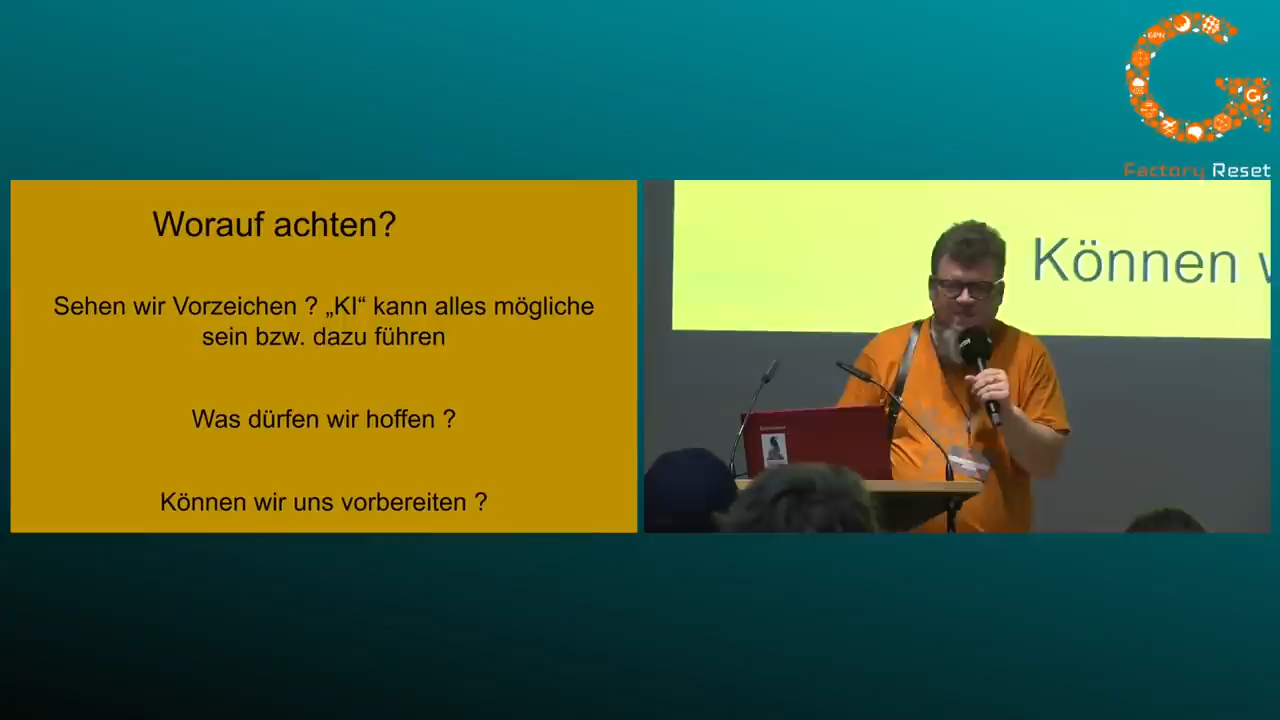 GPN
G
Factory Reset
Worauf achten?
Sehen wir Vorzeichen ? „KI“ kann alles mögliche
sein bzw. dazu führen
Was dürfen wir hoffen ?
Können wir uns vorbereiten ?
Können